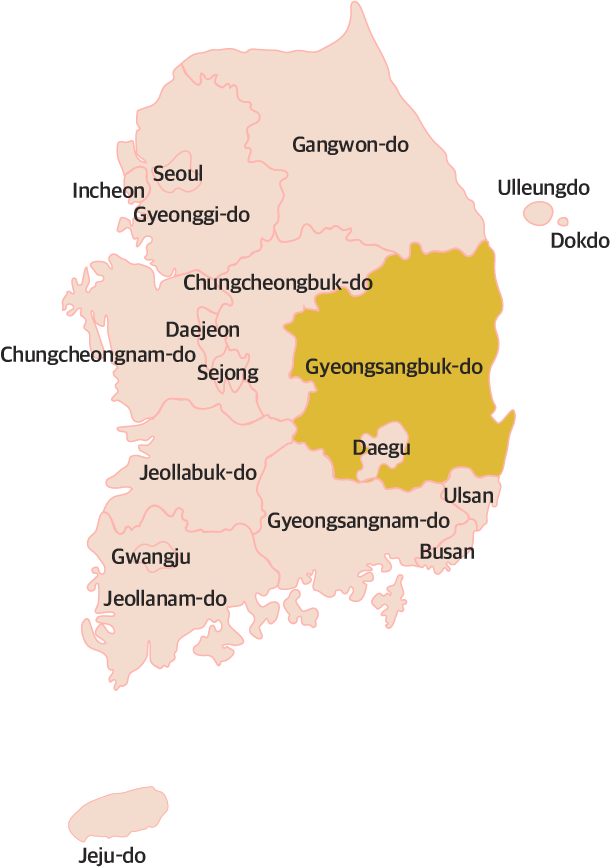 Gangwon-do
Seoul
Ulleungdo
Incheon
Gyeonggi-do
Dokdo
Chungcheongbuk-do
Daejeon
Chungcheongnam-do
Sejong
Gyeongsangbuk-do
Daegu
Jeollabuk-do
Ulsan
Gyeongsangnam-do
Busan
Gwangju
Jeollanam-do
Jeju-do